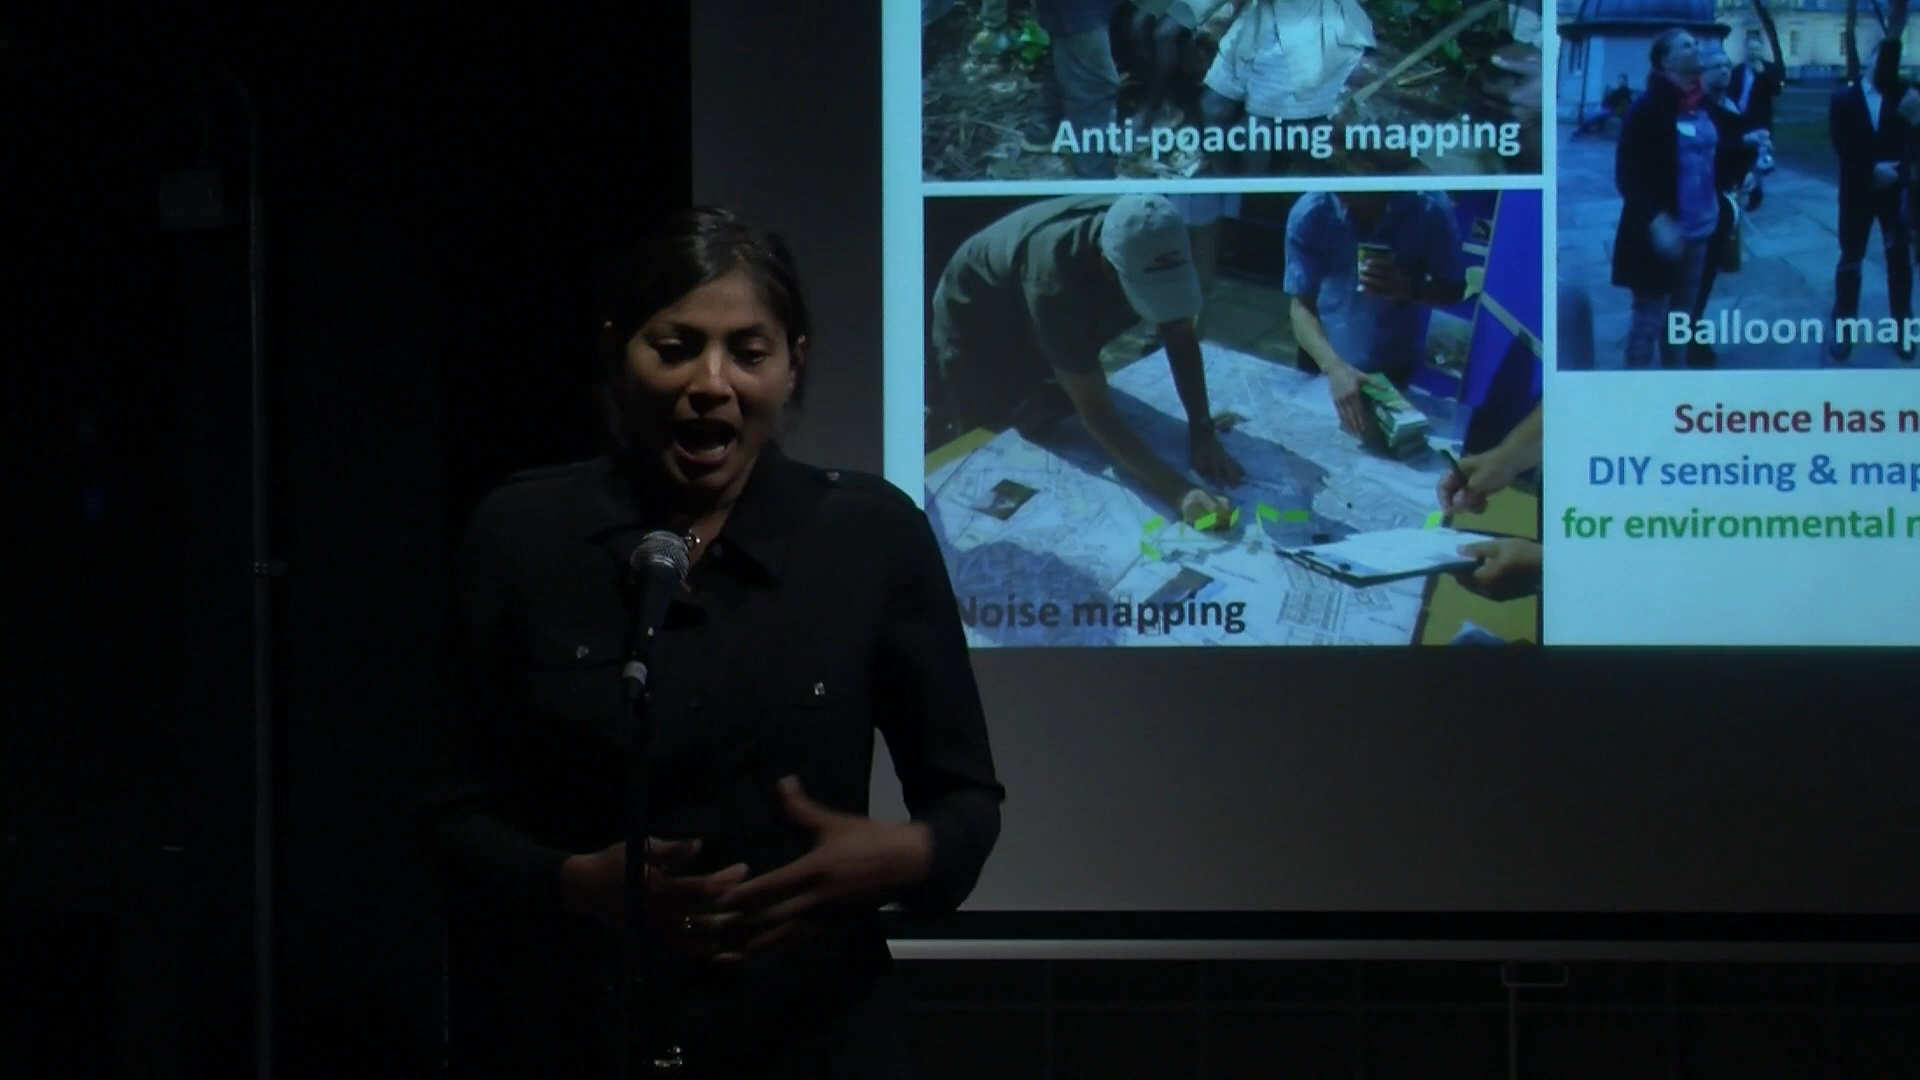 Anti-poaching mapping
Balloon map
Science has n
DIY sensing & map
for environmental r
Noise mapping